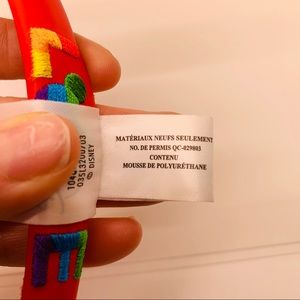 MATÉRIAUX NEUFS SEULEMENT
NO. DE PERMIS QC-029803
CONTENU
MOUSSE DE POLYURÉTHANE
© DISNEY